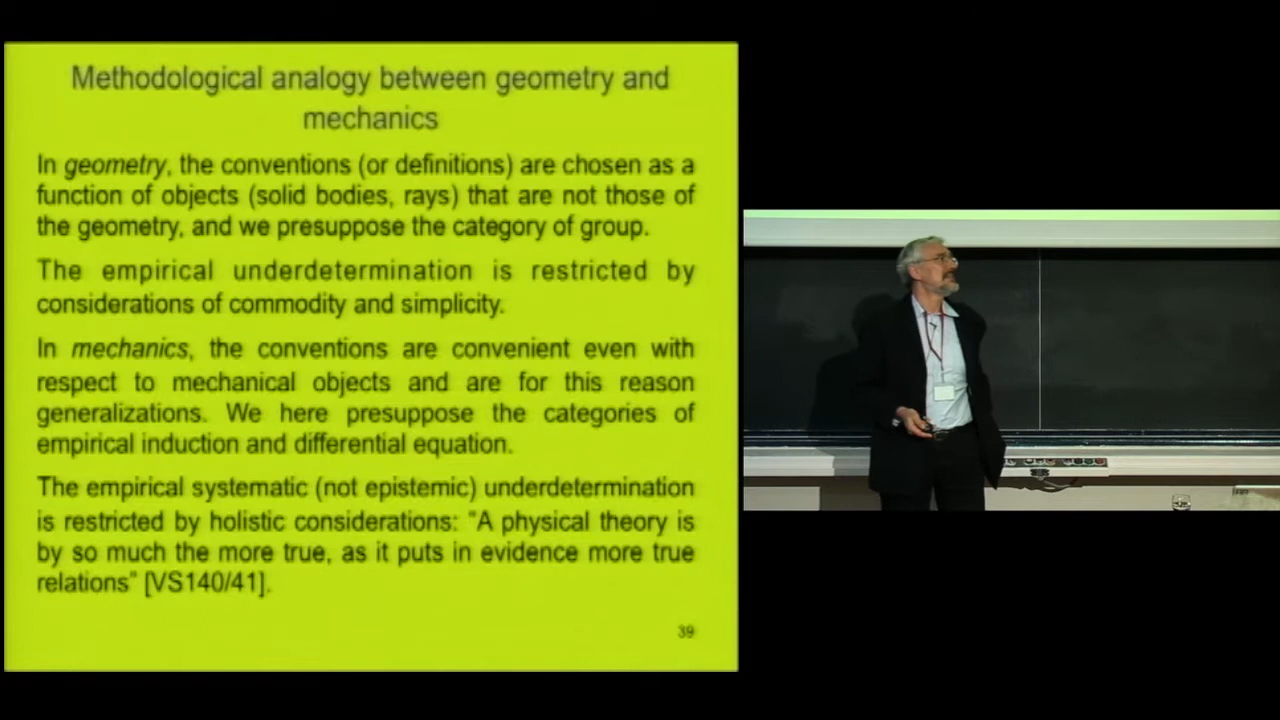 Methodological analogy between geometry and
mechanics
In geometry, the conventions (or definitions) are chosen as a
function of objects (solid bodies, rays) that are not those of
the geometry, and we presuppose the category of group.
The empirical underdetermination is restricted by
considerations of commodity and simplicity.
In mechanics, the conventions are convenient even with
respect to mechanical objects and are for this reason
generalizations. We here presuppose the categories of
empirical induction and differential equation.
The empirical systematic (not epistemic) underdetermination
is restricted by holistic considerations: “A physical theory is
by so much the more true, as it puts in evidence more true
relations” [VS140/41].
39